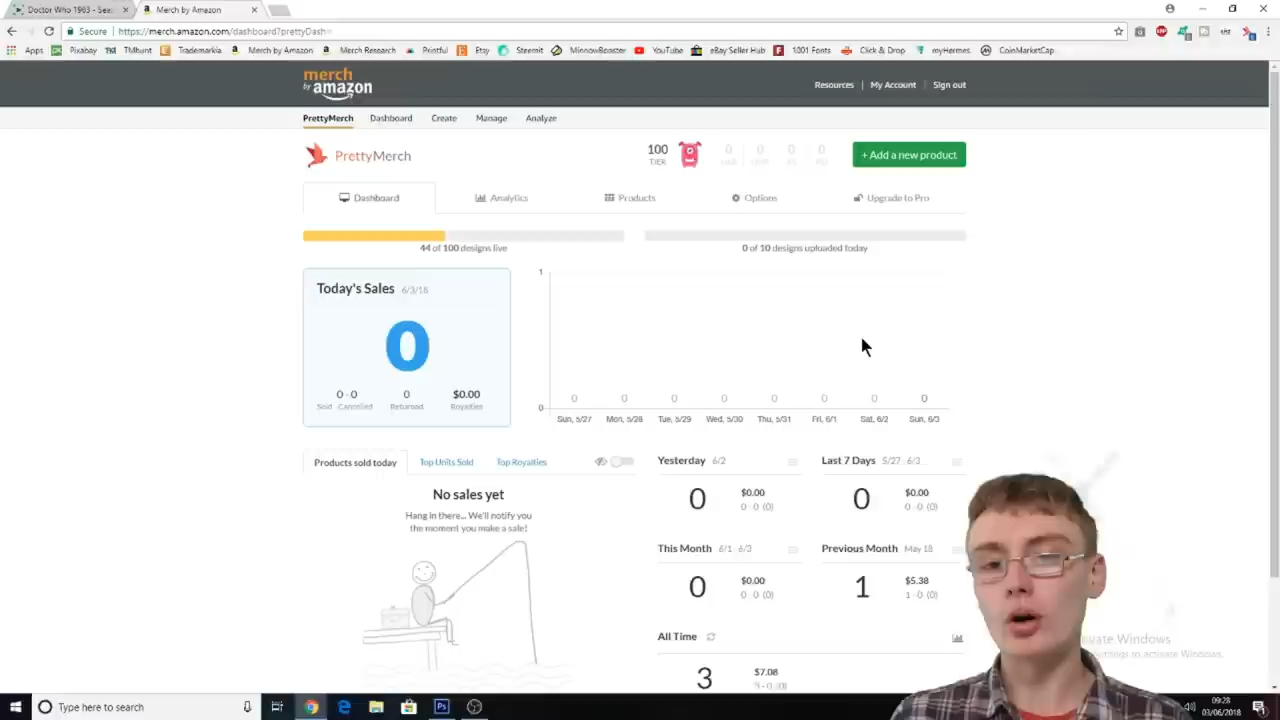 Doctor Who 1963 - Sea
Merch by Amazon
Secure
https://merch.amazon.com/dashboard?prettyDash=
Apps Pixabay TMhunt Trademarkia Merch by Amazon Merch Research Printful Etsy Steemit MinnowBooster YouTube eBay Seller Hub 1001 Fonts Click & Drop myHermes CoinMarketCap
merch
by amazon
Resources My Account Sign out
PrettyMerch Dashboard Create Manage Analyze
PrettyMerch
100
TIER
+ Add a new product
Dashboard Analytics Products Options Upgrade to Pro
44 of 100 designs live
0 of 10 designs uploaded today
Today's Sales 6/3/18
0
0 - 0 0 $0.00
Sold Cancelled Returned Royalties
1
0
0 0 0 0 0 0 0 0
Sun, 5/27 Mon, 5/28 Tue, 5/29 Wed, 5/30 Thu, 5/31 Fri, 6/1 Sat, 6/2 Sun, 6/3
Products sold today Top Units Sold Top Royalties
No sales yet
Hang in there... We'll notify you
the moment you make a sale!
Yesterday 6/2
0 $0.00
0 - 0 (0)
Last 7 Days 5/27 6/3
0 $0.00
0 - 0 (0)
This Month 6/1 6/3
0 $0.00
0 - 0 (0)
Previous Month May 18
1 $5.38
1 - 0 (0)
All Time
3 $7.08
Type here to search
09:28
03/06/2018